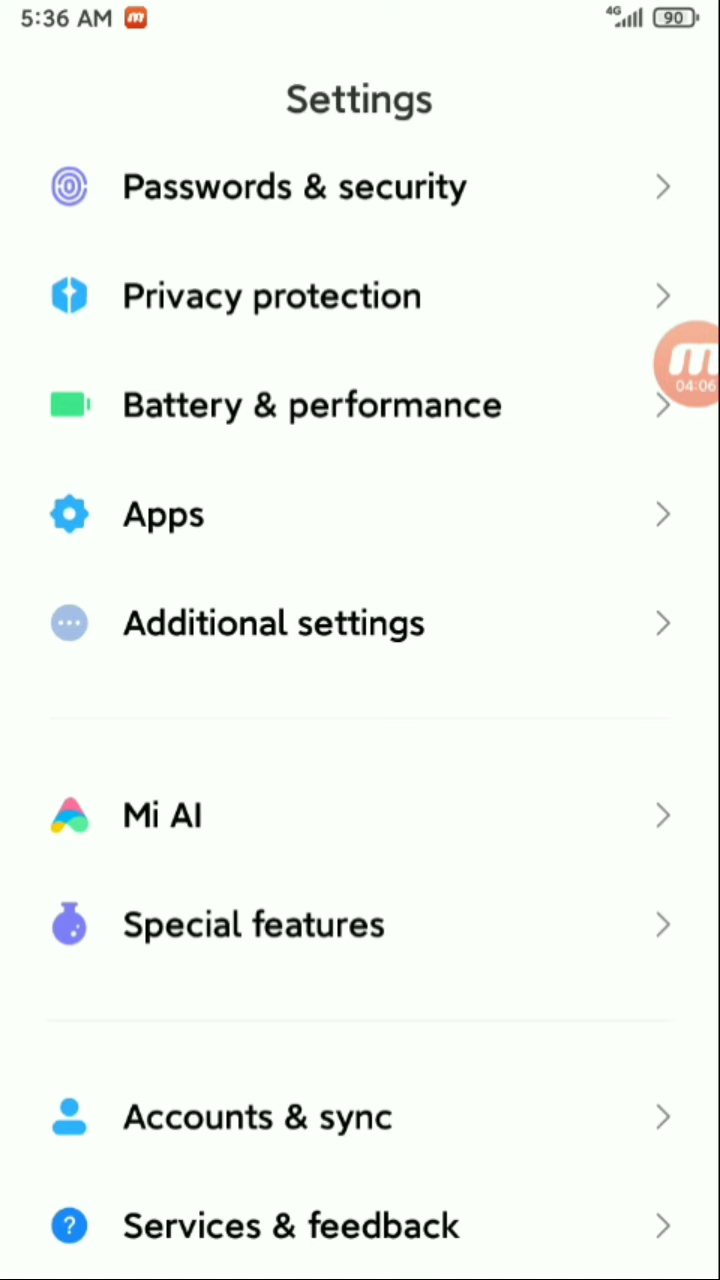 5:36 AM
4G
90
Settings
Passwords & security
Privacy protection
04:06
Battery & performance
Apps
Additional settings
Mi AI
Special features
Accounts & sync
Services & feedback